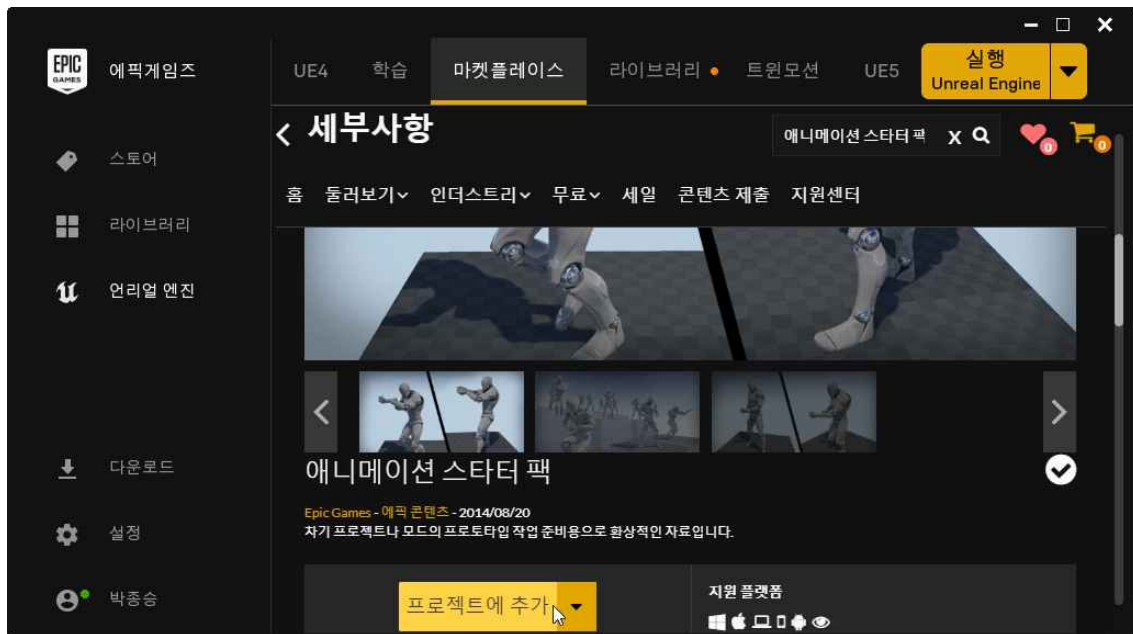 EPIC
GAMES
에픽게임즈
UE4 학습 마켓플레이스 라이브러리 트윈모션 UE5
실행
Unreal Engine
세부사항
애니메이션 스타터 팩 X
0 0
스토어
홈 둘러보기 인더스트리 무료 세일 콘텐츠 제출 지원센터
라이브러리
언리얼 엔진
다운로드
애니메이션 스타터 팩
Epic Games - 에픽 콘텐츠 - 2014/08/20
차기 프로젝트나 모드의 프로토타입 작업 준비용으로 환상적인 자료입니다.
설정
박종승
프로젝트에 추가
지원 플랫폼